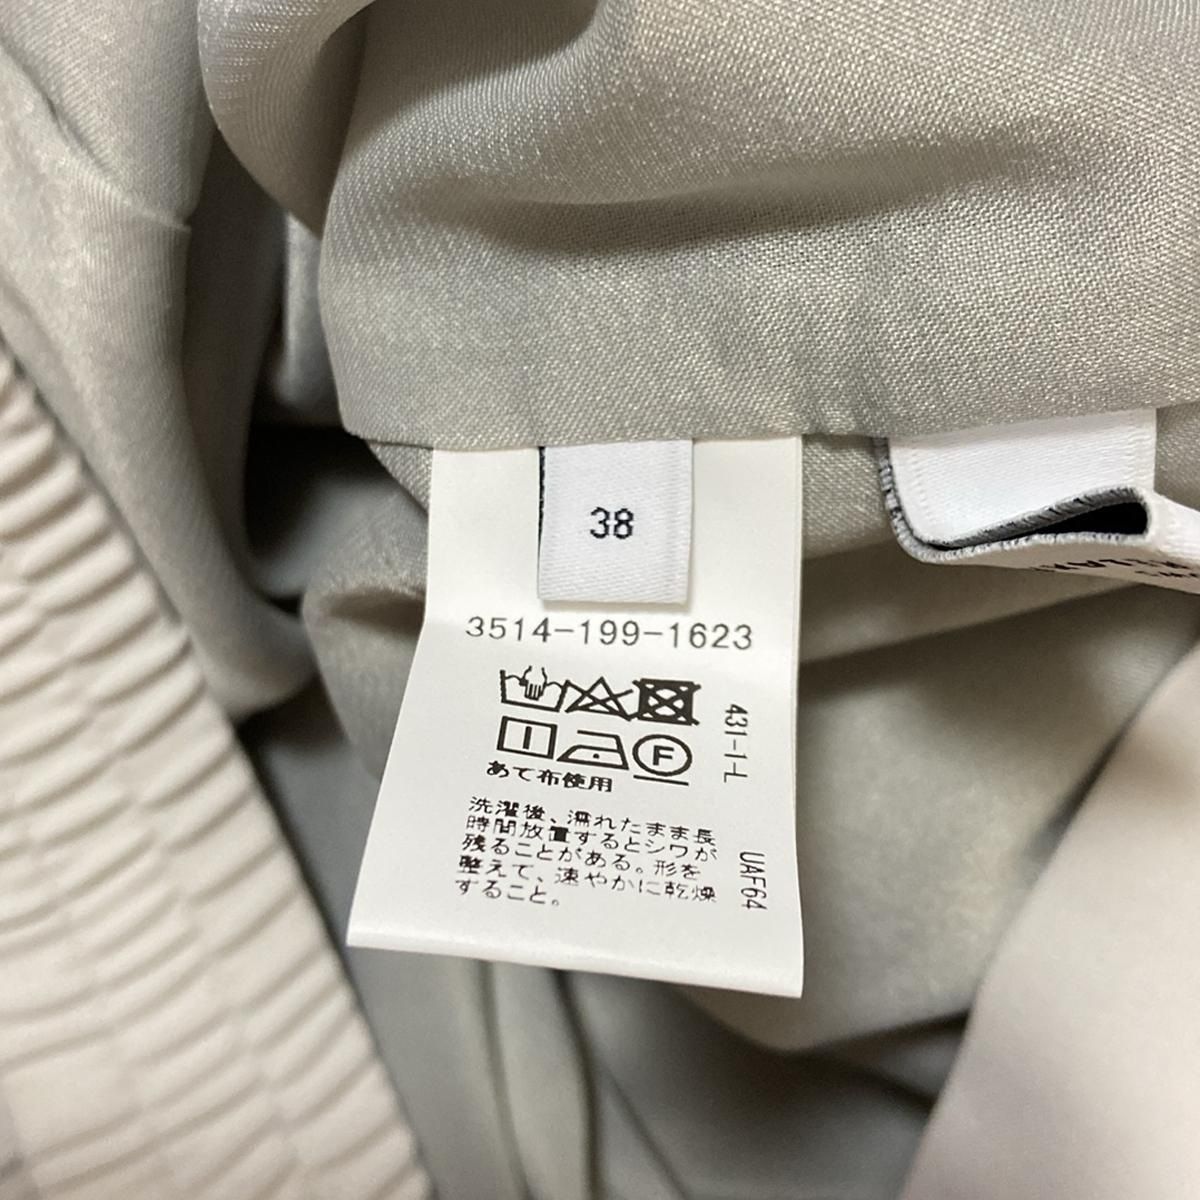 38
3514-199-1623
F
あて布使用
洗濯後、濡れたまま長
時間放置するとシワが
残ることがある。形を
整えて、速やかに乾燥
すること。
431-1-L
UAF64